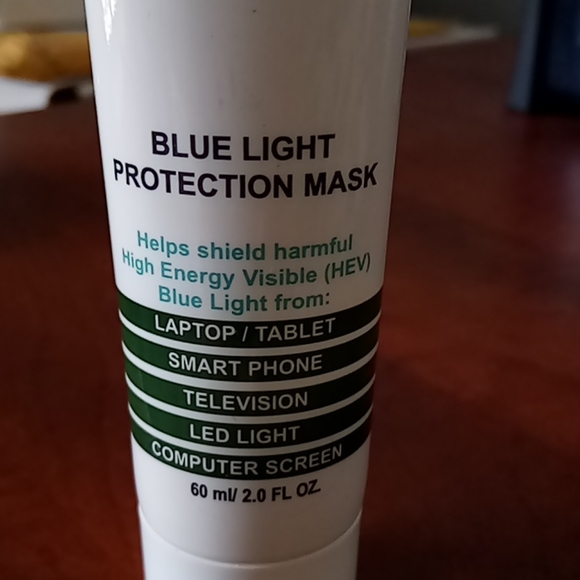 BLUE LIGHT
PROTECTION MASK
Helps shield harmful
High Energy Visible (HEV)
Blue Light from:
LAPTOP / TABLET
SMART PHONE
TELEVISION
LED LIGHT
COMPUTER SCREEN
60 ml/ 2.0 FL OZ.